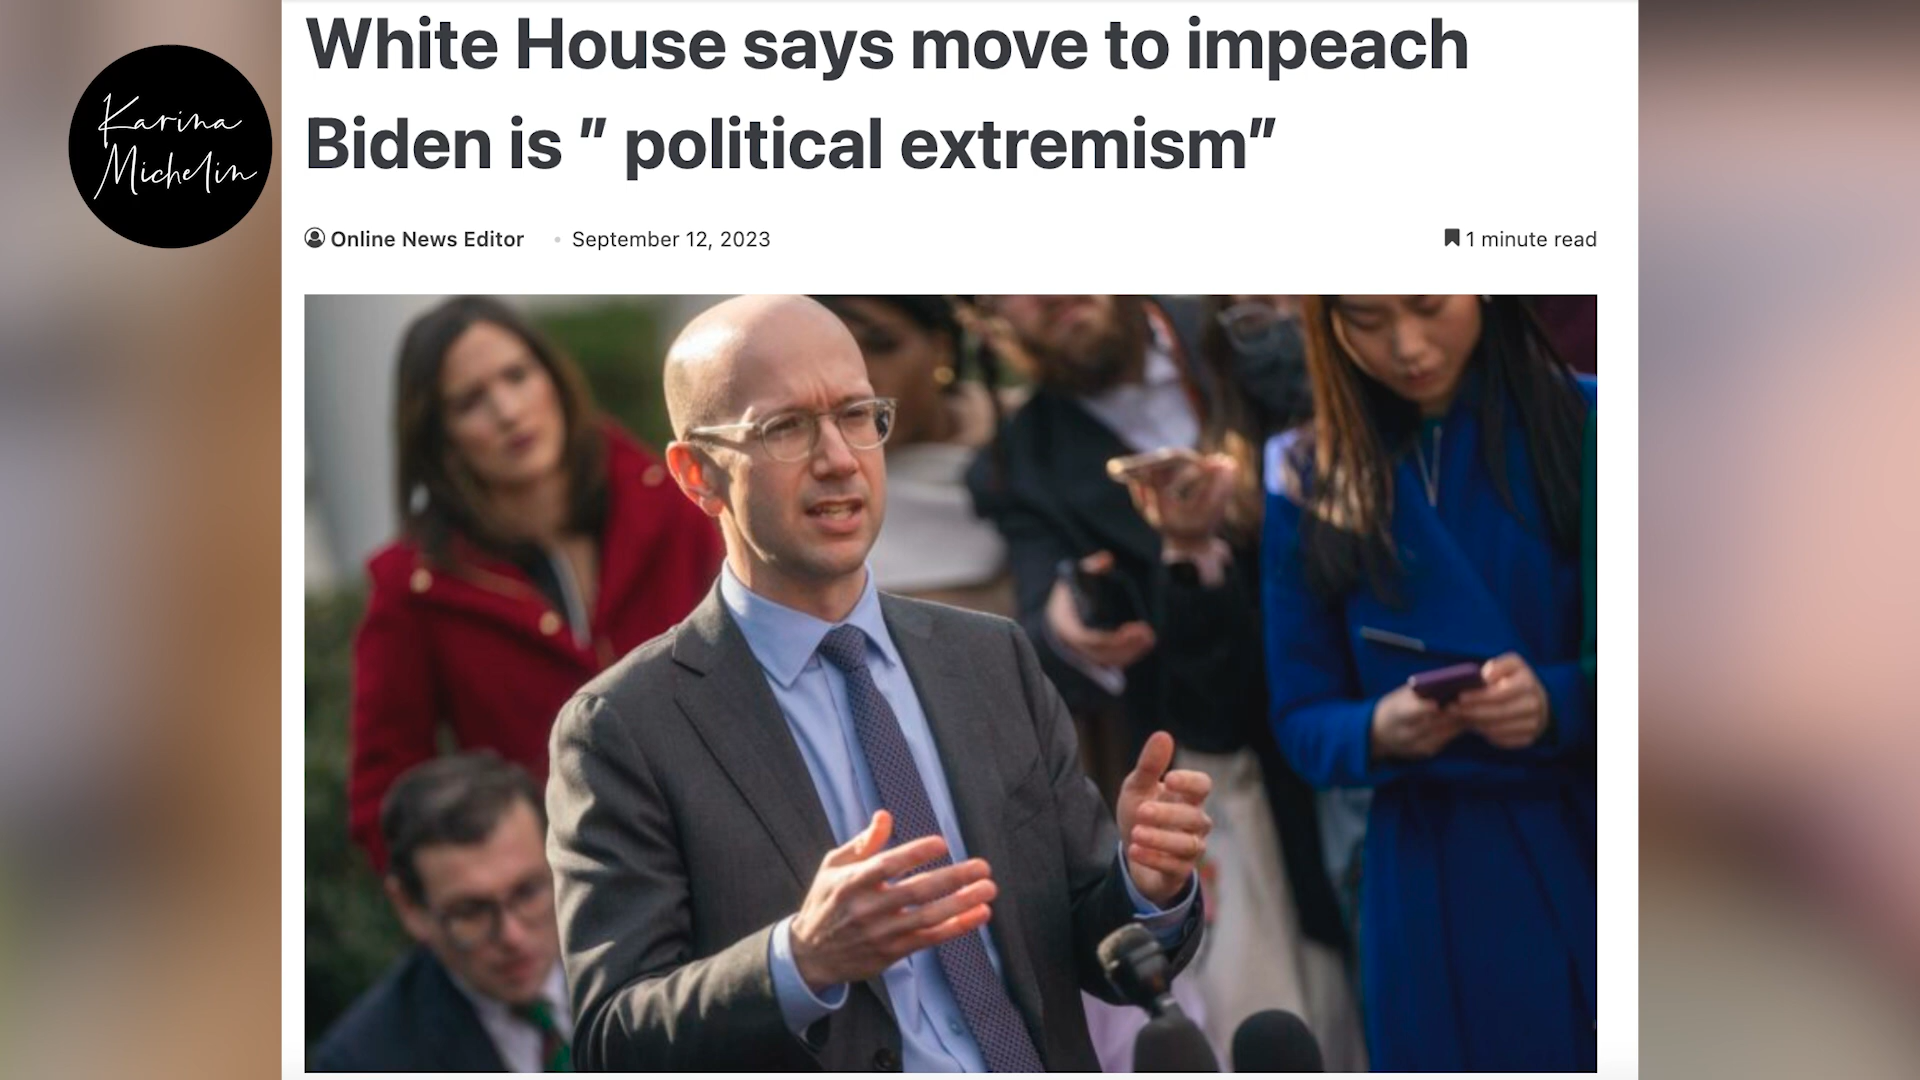 Karina
Michelin
White House says move to impeach
Biden is " political extremism"
Online News Editor • September 12, 2023
1 minute read